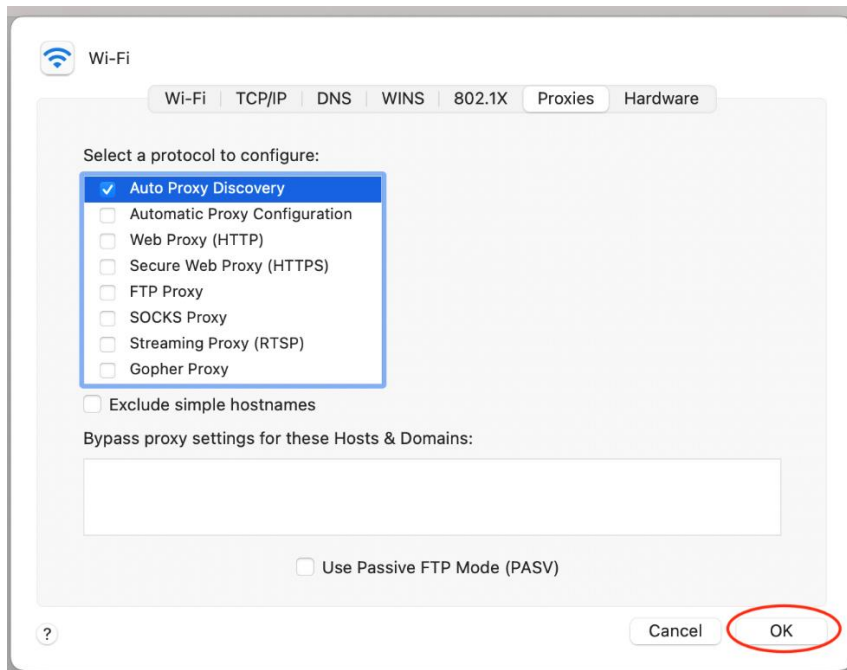 Wi-Fi
Wi-Fi TCP/IP DNS WINS 802.1X Proxies Hardware
Select a protocol to configure:
Auto Proxy Discovery
Automatic Proxy Configuration
Web Proxy (HTTP)
Secure Web Proxy (HTTPS)
FTP Proxy
SOCKS Proxy
Streaming Proxy (RTSP)
Gopher Proxy
Exclude simple hostnames
Bypass proxy settings for these Hosts & Domains:
Use Passive FTP Mode (PASV)
? Cancel OK